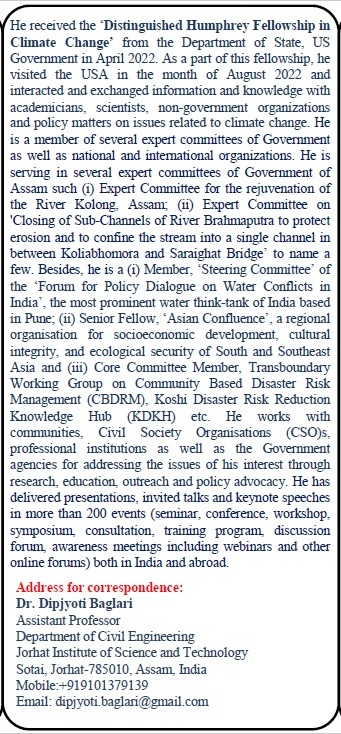 He received the ‘Distinguished Humphrey Fellowship in
Climate Change’ from the Department of State, US
Government in April 2022. As a part of this fellowship, he
visited the USA in the month of August 2022 and
interacted and exchanged information and knowledge with
academicians, scientists, non-government organizations
and policy matters on issues related to climate change. He
is a member of several expert committees of Government
as well as national and international organizations. He is
serving in several expert committees of Government of
Assam such (i) Expert Committee for the rejuvenation of
the River Kolong, Assam; (ii) Expert Committee on
'Closing of Sub-Channels of River Brahmaputra to protect
erosion and to confine the stream into a single channel in
between Koliabhomora and Saraighat Bridge’ to name a
few. Besides, he is a (i) Member, ‘Steering Committee’ of
the ‘Forum for Policy Dialogue on Water Conflicts in
India’, the most prominent water think-tank of India based
in Pune; (ii) Senior Fellow, ‘Asian Confluence’, a regional
organisation for socioeconomic development, cultural
integrity, and ecological security of South and Southeast
Asia and (iii) Core Committee Member, Transboundary
Working Group on Community Based Disaster Risk
Management (CBDRM), Koshi Disaster Risk Reduction
Knowledge Hub (KDKH) etc. He works with
communities, Civil Society Organisations (CSO)s,
professional institutions as well as the Government
agencies for addressing the issues of his interest through
research, education, outreach and policy advocacy. He has
delivered presentations, invited talks and keynote speeches
in more than 200 events (seminar, conference, workshop,
symposium, consultation, training program, discussion
forum, awareness meetings including webinars and other
online forums) both in India and abroad.
Address for correspondence:
Dr. Dipjyoti Baglari
Assistant Professor
Department of Civil Engineering
Jorhat Institute of Science and Technology
Sotai, Jorhat-785010, Assam, India
Mobile:+919101379139
Email: dipjyoti.baglari@gmail.com